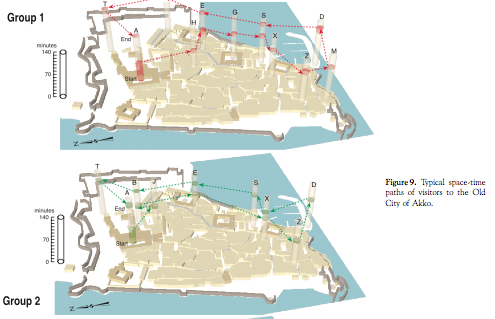 Group 1
T
E
G
S
D
A
H
X
End
M
Z
minutes
140
70
0
Start
Z S
T
E
B
S
D
A
X
minutes
140
70
0
End
Z
Start
Group 2
Z S
Figure 9. Typical space-time
paths of visitors to the Old
City of Akko.